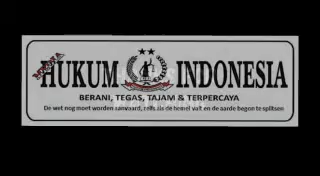 MEDIA HUKUM INDONESIA
BERANI, TEGAS, TAJAM & TERPERCAYA
De wet nog moet worden aanvaard, zelfs als de hemel valt en de aarde begon te splitsen